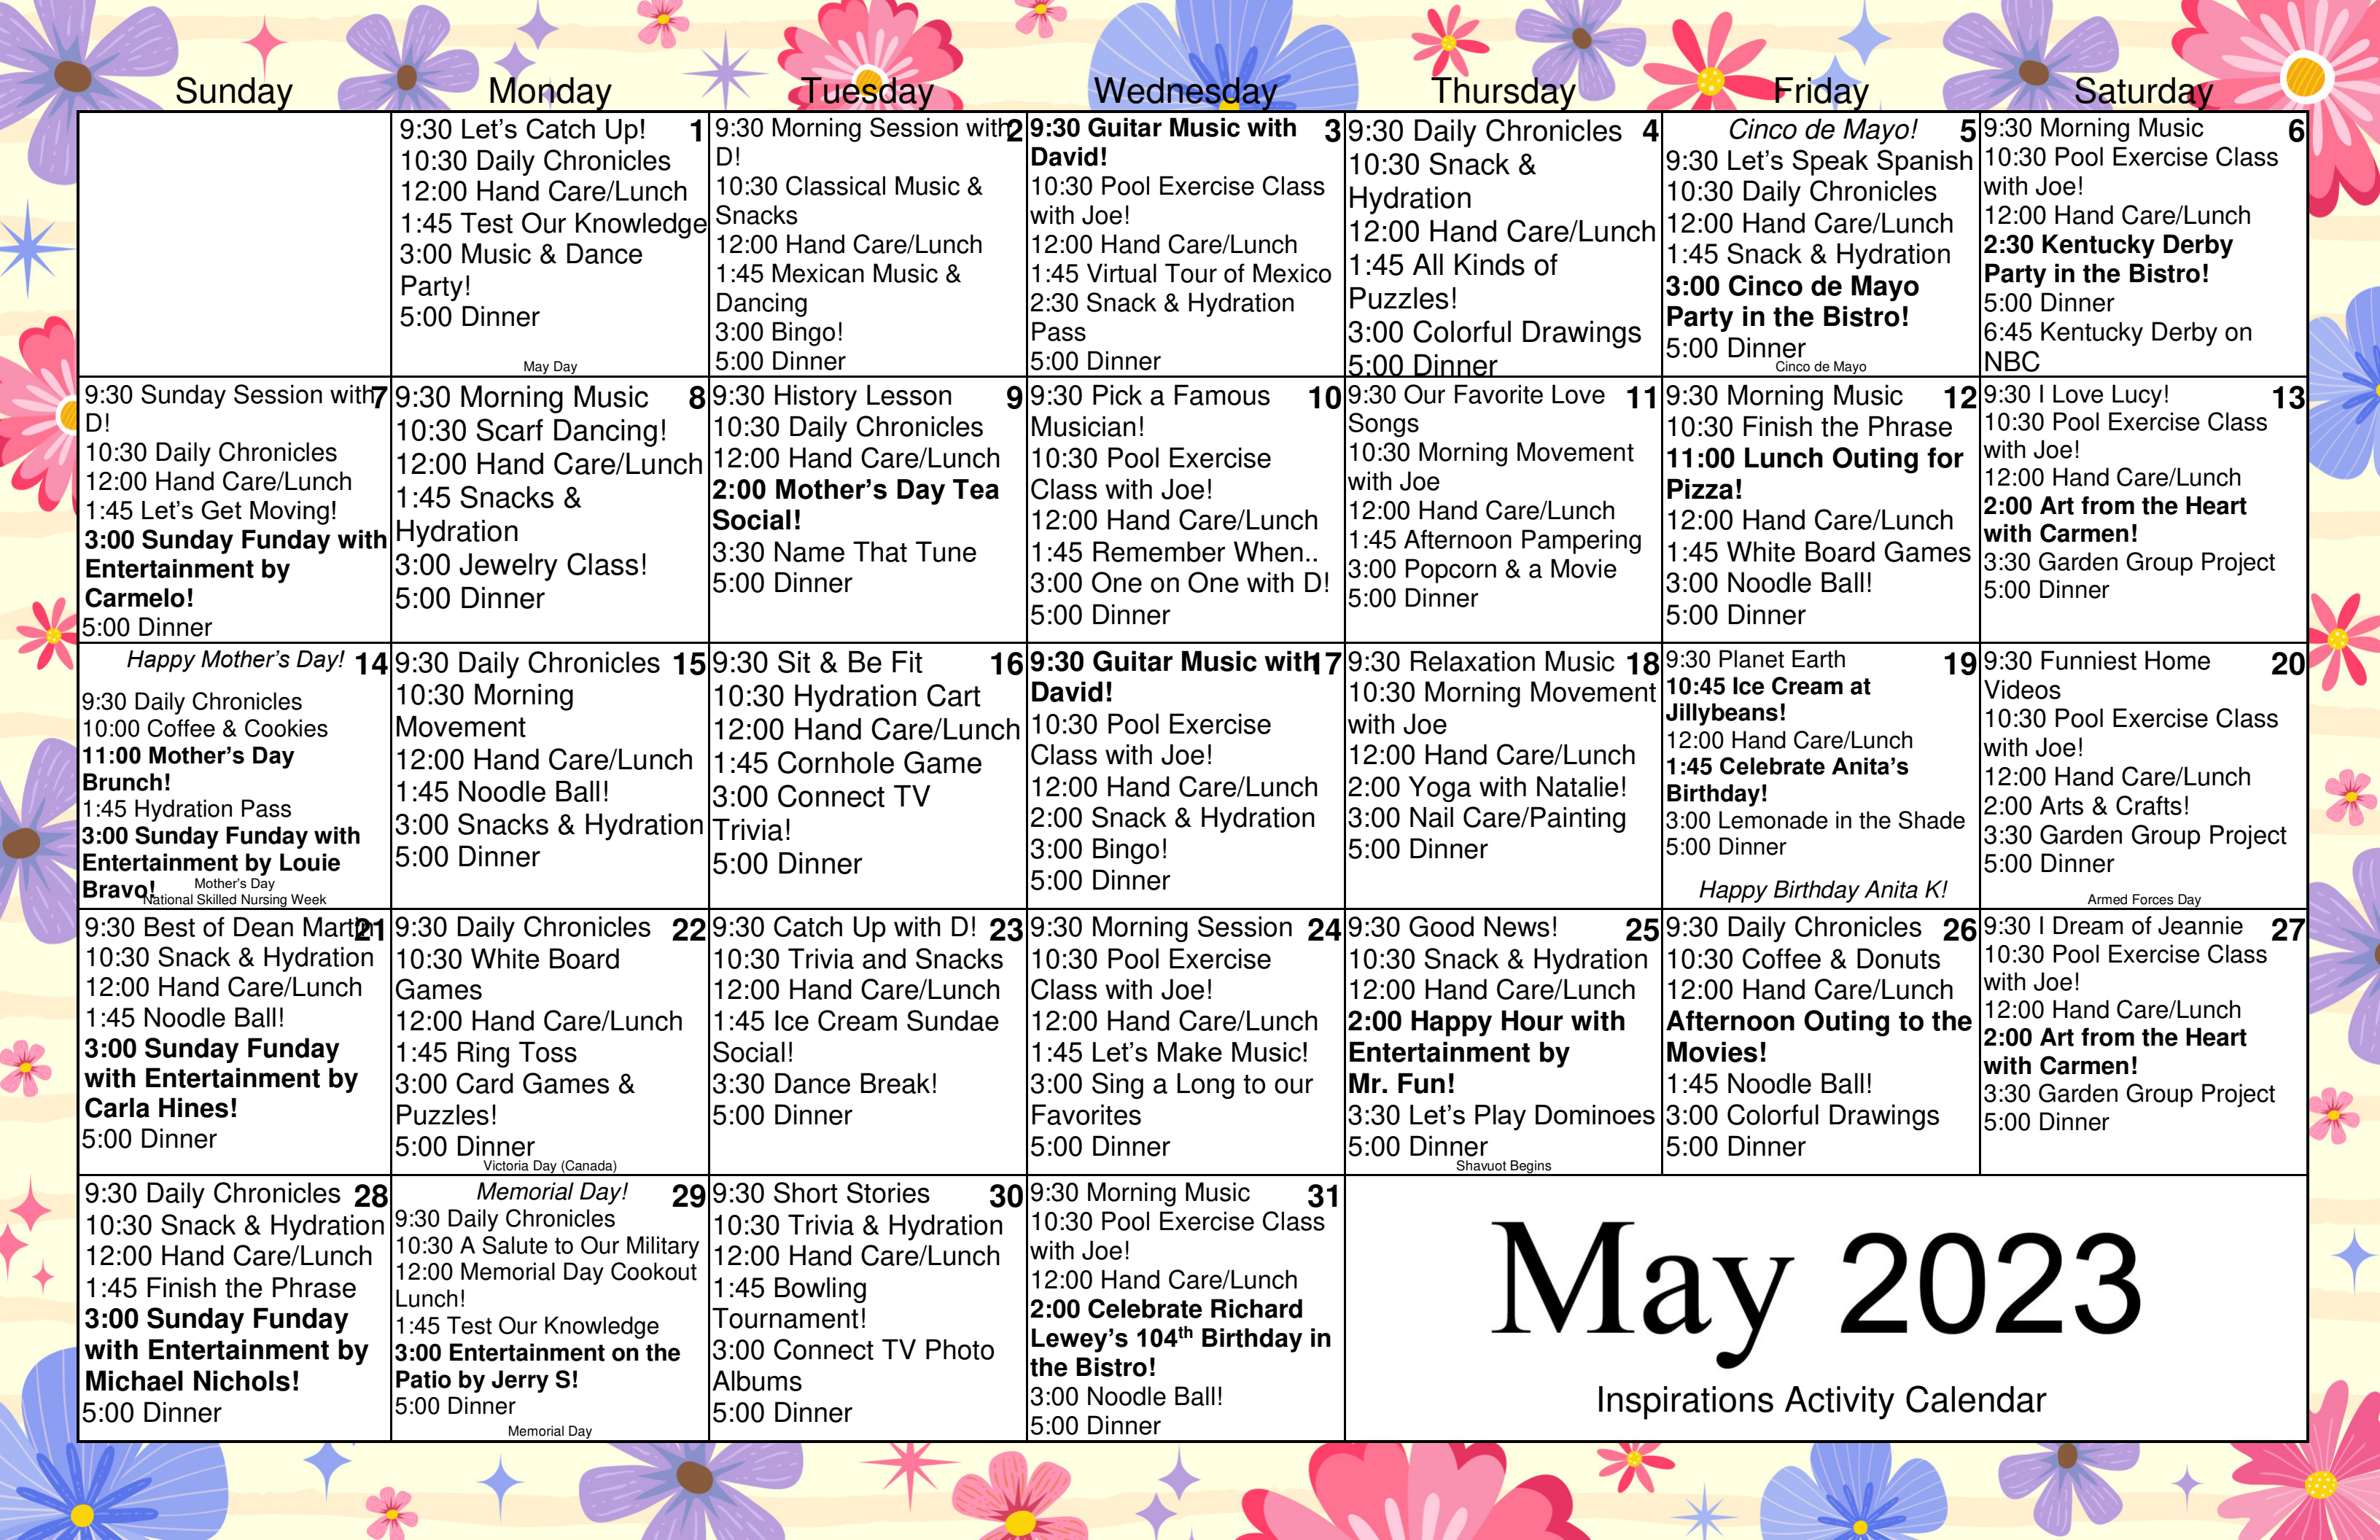 Sunday Monday Tuesday Wednesday Thursday Friday Saturday
9:30 Let's Catch Up! 1
10:30 Daily Chronicles
12:00 Hand Care/Lunch
1:45 Test Our Knowledge
3:00 Music & Dance
Party!
5:00 Dinner
May Day
9:30 Morning Session with 2
D!
10:30 Classical Music &
Snacks
12:00 Hand Care/Lunch
1:45 Mexican Music &
Dancing
3:00 Bingo!
5:00 Dinner
9:30 Guitar Music with 3
David!
10:30 Pool Exercise Class
with Joe!
12:00 Hand Care/Lunch
1:45 Virtual Tour of Mexico
2:30 Snack & Hydration
Pass
5:00 Dinner
9:30 Daily Chronicles 4
10:30 Snack &
Hydration
12:00 Hand Care/Lunch
1:45 All Kinds of
Puzzles!
3:00 Colorful Drawings
5:00 Dinner
Cinco de Mayo! 5
9:30 Let's Speak Spanish
10:30 Daily Chronicles
12:00 Hand Care/Lunch
1:45 Snack & Hydration
3:00 Cinco de Mayo
Party in the Bistro!
5:00 Dinner
Cinco de Mayo
9:30 Morning Music 6
10:30 Pool Exercise Class
with Joe!
12:00 Hand Care/Lunch
2:30 Kentucky Derby
Party in the Bistro!
5:00 Dinner
6:45 Kentucky Derby on
NBC
9:30 Sunday Session with 7
D!
10:30 Daily Chronicles
12:00 Hand Care/Lunch
1:45 Let's Get Moving!
3:00 Sunday Funday with
Entertainment by
Carmelo!
5:00 Dinner
9:30 Morning Music 8
10:30 Scarf Dancing!
12:00 Hand Care/Lunch
1:45 Snacks &
Hydration
3:00 Jewelry Class!
5:00 Dinner
9:30 History Lesson 9
10:30 Daily Chronicles
12:00 Hand Care/Lunch
2:00 Mother's Day Tea
Social!
3:30 Name That Tune
5:00 Dinner
9:30 Pick a Famous 10
Musician!
10:30 Pool Exercise
Class with Joe!
12:00 Hand Care/Lunch
1:45 Remember When..
3:00 One on One with D!
5:00 Dinner
9:30 Our Favorite Love 11
Songs
10:30 Morning Movement
with Joe
12:00 Hand Care/Lunch
1:45 Afternoon Pampering
3:00 Popcorn & a Movie
5:00 Dinner
9:30 Morning Music 12
10:30 Finish the Phrase
11:00 Lunch Outing for
Pizza!
12:00 Hand Care/Lunch
1:45 White Board Games
3:00 Noodle Ball!
5:00 Dinner
9:30 I Love Lucy! 13
10:30 Pool Exercise Class
with Joe!
12:00 Hand Care/Lunch
2:00 Art from the Heart
with Carmen!
3:30 Garden Group Project
5:00 Dinner
Happy Mother's Day! 14
9:30 Daily Chronicles
10:00 Coffee & Cookies
11:00 Mother's Day
Brunch!
1:45 Hydration Pass
3:00 Sunday Funday with
Entertainment by Louie
Bravo!
Mother's Day
National Skilled Nursing Week
9:30 Daily Chronicles 15
10:30 Morning
Movement
12:00 Hand Care/Lunch
1:45 Noodle Ball!
3:00 Snacks & Hydration
5:00 Dinner
9:30 Sit & Be Fit 16
10:30 Hydration Cart
12:00 Hand Care/Lunch
1:45 Cornhole Game
3:00 Connect TV
Trivia!
5:00 Dinner
9:30 Guitar Music with 17
David!
10:30 Pool Exercise
Class with Joe!
12:00 Hand Care/Lunch
2:00 Snack & Hydration
3:00 Bingo!
5:00 Dinner
9:30 Relaxation Music 18
10:30 Morning Movement
with Joe
12:00 Hand Care/Lunch
2:00 Yoga with Natalie!
3:00 Nail Care/Painting
5:00 Dinner
9:30 Planet Earth 19
10:45 Ice Cream at
Jillybeans!
12:00 Hand Care/Lunch
1:45 Celebrate Anita's
Birthday!
3:00 Lemonade in the Shade
5:00 Dinner
Happy Birthday Anita K!
9:30 Funniest Home 20
Videos
10:30 Pool Exercise Class
with Joe!
12:00 Hand Care/Lunch
2:00 Arts & Crafts!
3:30 Garden Group Project
5:00 Dinner
Armed Forces Day
9:30 Best of Dean Martin 21
10:30 Snack & Hydration
12:00 Hand Care/Lunch
1:45 Noodle Ball!
3:00 Sunday Funday
with Entertainment by
Carla Hines!
5:00 Dinner
9:30 Daily Chronicles 22
10:30 White Board
Games
12:00 Hand Care/Lunch
1:45 Ring Toss
3:00 Card Games &
Puzzles!
5:00 Dinner
Victoria Day (Canada)
9:30 Catch Up with D! 23
10:30 Trivia and Snacks
12:00 Hand Care/Lunch
1:45 Ice Cream Sundae
Social!
3:30 Dance Break!
5:00 Dinner
9:30 Morning Session 24
10:30 Pool Exercise
Class with Joe!
12:00 Hand Care/Lunch
1:45 Let's Make Music!
3:00 Sing a Long to our
Favorites
5:00 Dinner
9:30 Good News! 25
10:30 Snack & Hydration
12:00 Hand Care/Lunch
2:00 Happy Hour with
Entertainment by
Mr. Fun!
3:30 Let's Play Dominoes
5:00 Dinner
Shavuot Begins
9:30 Daily Chronicles 26
10:30 Coffee & Donuts
12:00 Hand Care/Lunch
Afternoon Outing to the
Movies!
1:45 Noodle Ball!
3:00 Colorful Drawings
5:00 Dinner
9:30 I Dream of Jeannie 27
10:30 Pool Exercise Class
with Joe!
12:00 Hand Care/Lunch
2:00 Art from the Heart
with Carmen!
3:30 Garden Group Project
5:00 Dinner
9:30 Daily Chronicles 28
10:30 Snack & Hydration
12:00 Hand Care/Lunch
1:45 Finish the Phrase
3:00 Sunday Funday
with Entertainment by
Michael Nichols!
5:00 Dinner
Memorial Day! 29
9:30 Daily Chronicles
10:30 A Salute to Our Military
12:00 Memorial Day Cookout
Lunch!
1:45 Test Our Knowledge
3:00 Entertainment on the
Patio by Jerry S!
5:00 Dinner
Memorial Day
9:30 Short Stories 30
10:30 Trivia & Hydration
12:00 Hand Care/Lunch
1:45 Bowling
Tournament!
3:00 Connect TV Photo
Albums
5:00 Dinner
9:30 Morning Music 31
10:30 Pool Exercise Class
with Joe!
12:00 Hand Care/Lunch
2:00 Celebrate Richard
Lewey's 104th Birthday in
the Bistro!
3:00 Noodle Ball!
5:00 Dinner
May 2023
Inspirations Activity Calendar